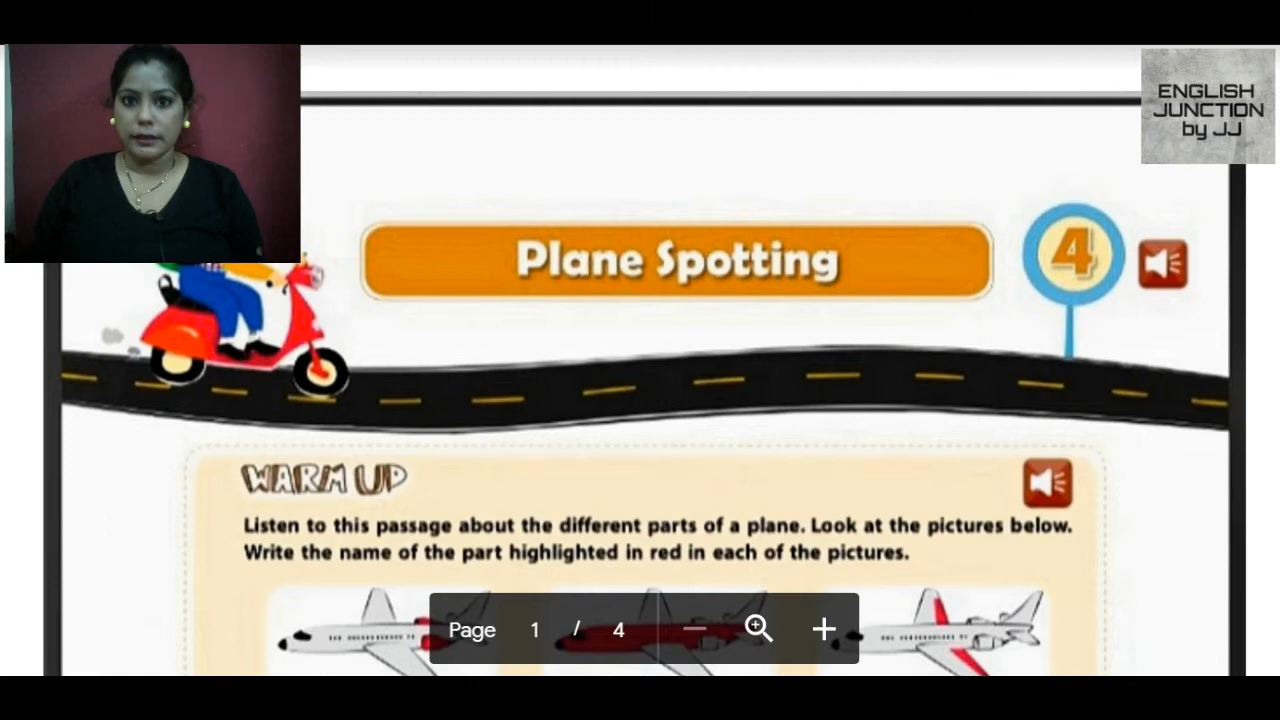 ENGLISH
JUNCTION
by JJ
Plane Spotting
4
WARM UP
Listen to this passage about the different parts of a plane. Look at the pictures below.
Write the name of the part highlighted in red in each of the pictures.
Page 1 / 4